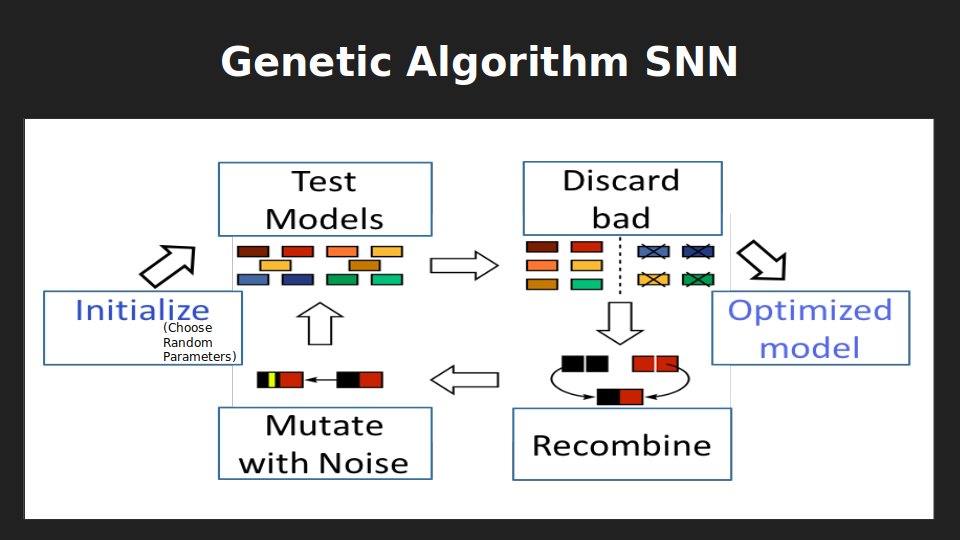 Genetic Algorithm SNN
Test
Models
Discard
bad
Initialize
(Choose
Random
Parameters)
Optimized
model
Mutate
with Noise
Recombine